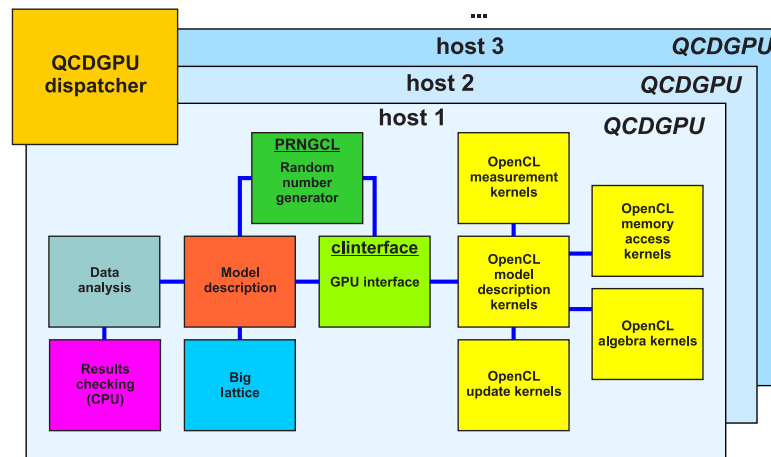 ...
QCDGPU
dispatcher
host 3
QCDGPU
host 2
QCDGPU
host 1
QCDGPU
PRNGCL
Random
number
generator
OpenCL
measurement
kernels
OpenCL
memory
access
kernels
Data
analysis
Model
description
clinterface
GPU interface
OpenCL
model
description
kernels
OpenCL
algebra kernels
Results
checking
(CPU)
Big
lattice
OpenCL
update kernels